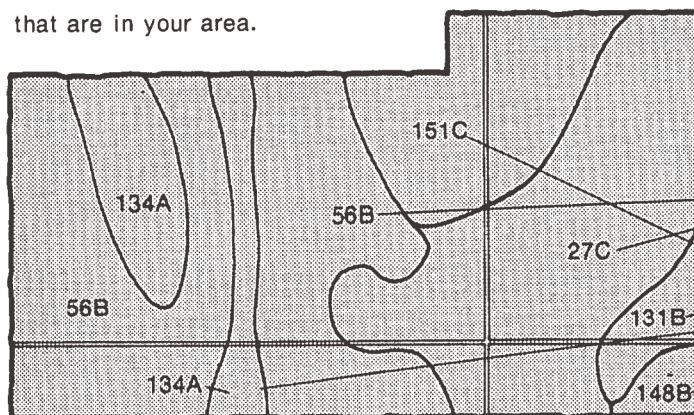 that are in your area.
151C
134A
56B
27C
56B
131B
134A
148B